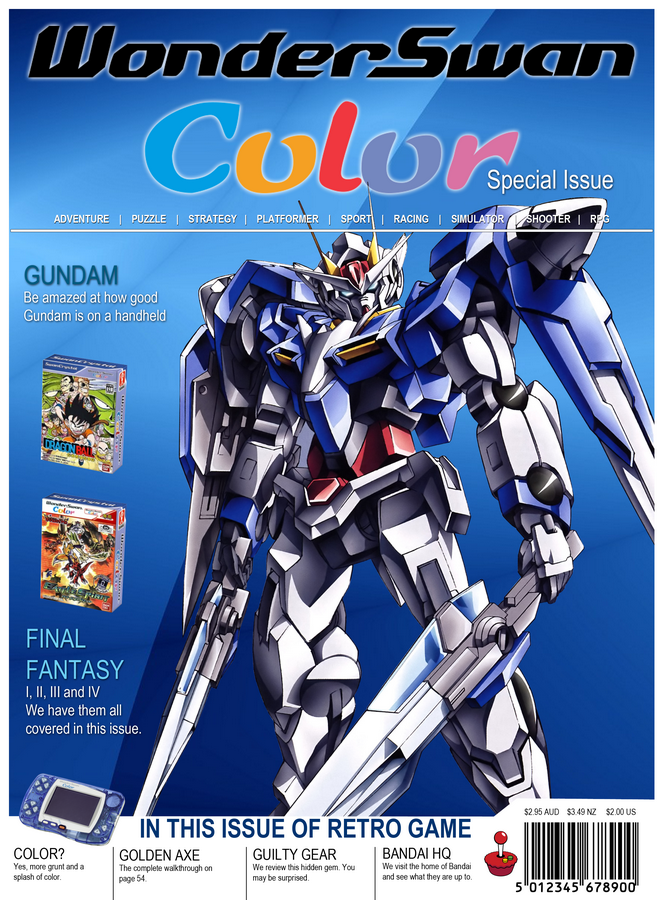 WonderSwan
Color
Special Issue
ADVENTURE | PUZZLE | STRATEGY | PLATFORMER | SPORT | RACING | SIMULATOR | SHOOTER | RPG
GUNDAM
Be amazed at how good
Gundam is on a handheld
SwanCrystal
DRAGONBALL
WonderSwan
Color
FINAL
FANTASY
I, II, III and IV
We have them all
covered in this issue.
$2.95 AUD $3.49 NZ $2.00 US
IN THIS ISSUE OF RETRO GAME
COLOR?
Yes, more grunt and a
splash of color.
GOLDEN AXE
The complete walkthrough on
page 54.
GUILTY GEAR
We review this hidden gem. You
may be surprised.
BANDAI HQ
We visit the home of Bandai
and see what they are up to.
5 012345 678900